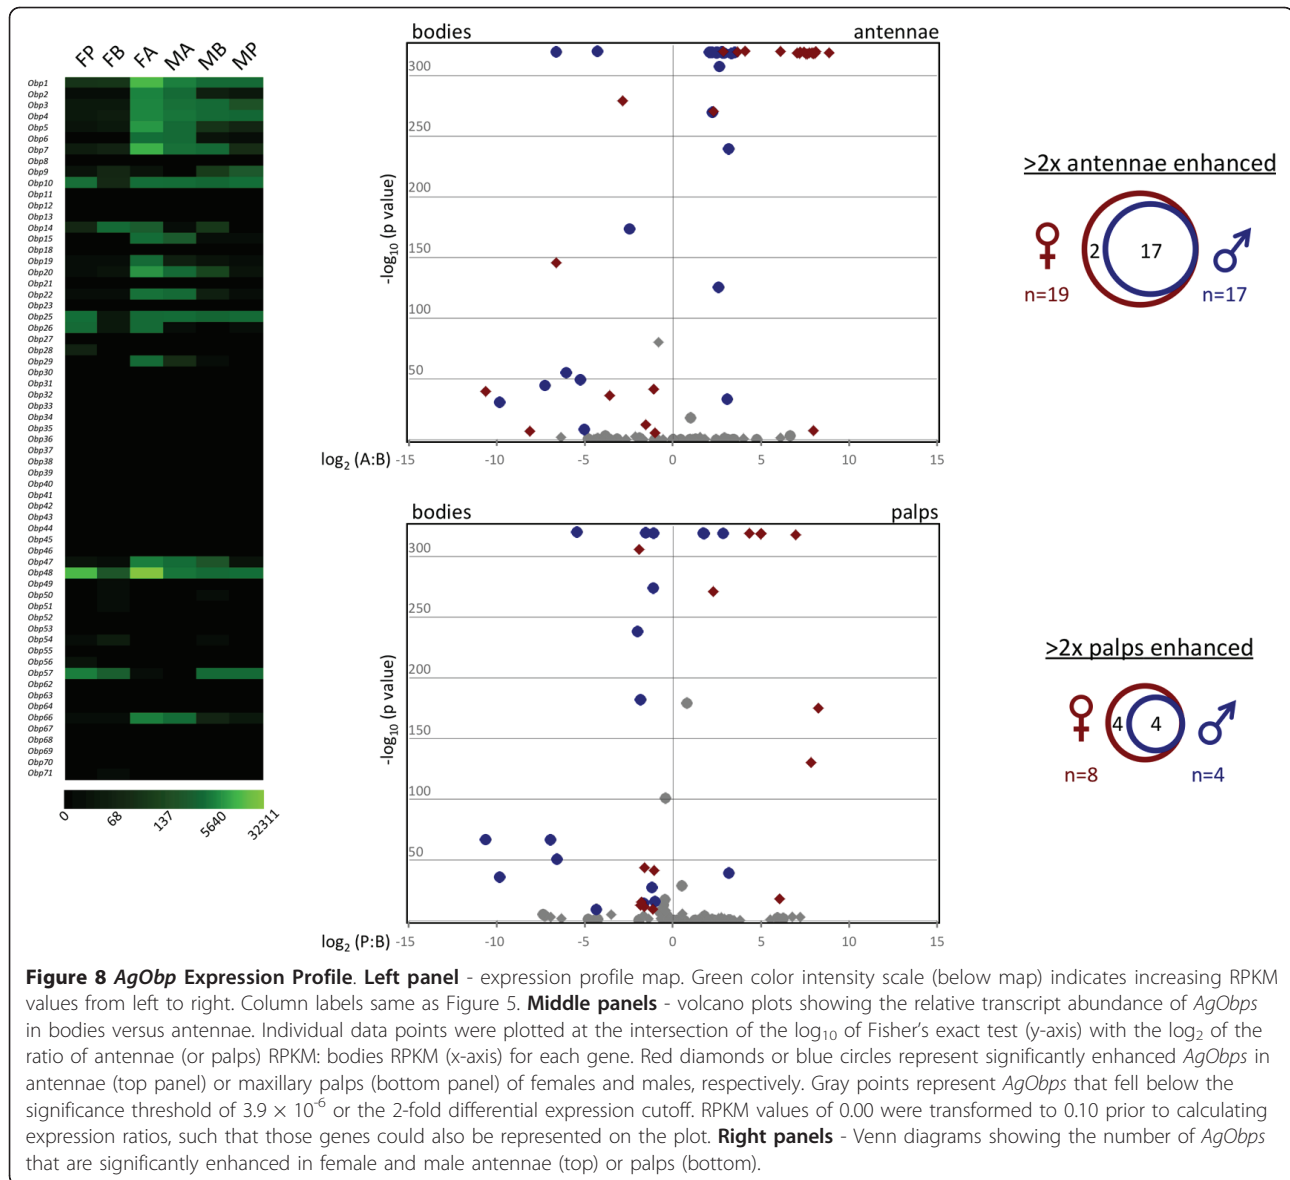 FP FB FA MA MB MP
Obp1
Obp2
Obp3
Obp4
Obp5
Obp6
Obp7
Obp8
Obp9
Obp10
Obp11
Obp12
Obp13
Obp14
Obp15
Obp18
Obp19
Obp20
Obp21
Obp22
Obp23
Obp25
Obp26
Obp27
Obp28
Obp29
Obp30
Obp31
Obp32
Obp33
Obp34
Obp35
Obp36
Obp37
Obp38
Obp39
Obp40
Obp41
Obp42
Obp43
Obp44
Obp45
Obp46
Obp47
Obp48
Obp49
Obp50
Obp51
Obp52
Obp53
Obp54
Obp55
Obp56
Obp57
Obp62
Obp63
Obp64
Obp66
Obp67
Obp68
Obp69
Obp70
Obp71
0 68 137 5640 32311
bodies antennae
300
250
200
150
100
50
-log10 (p value)
log2 (A:B) -15 -10 -5 0 5 10 15
bodies palps
300
250
200
150
100
50
-log10 (p value)
log2 (P:B) -15 -10 -5 0 5 10 15
>2x antennae enhanced
♀ 2 17 ♂
n=19 n=17
>2x palps enhanced
♀ 4 4 ♂
n=8 n=4
Figure 8 AgObp Expression Profile. Left panel - expression profile map. Green color intensity scale (below map) indicates increasing RPKM
values from left to right. Column labels same as Figure 5. Middle panels - volcano plots showing the relative transcript abundance of AgObps
in bodies versus antennae. Individual data points were plotted at the intersection of the log10 of Fisher's exact test (y-axis) with the log2 of the
ratio of antennae (or palps) RPKM: bodies RPKM (x-axis) for each gene. Red diamonds or blue circles represent significantly enhanced AgObps in
antennae (top panel) or maxillary palps (bottom panel) of females and males, respectively. Gray points represent AgObps that fell below the
significance threshold of 3.9 × 10-6 or the 2-fold differential expression cutoff. RPKM values of 0.00 were transformed to 0.10 prior to calculating
expression ratios, such that those genes could also be represented on the plot. Right panels - Venn diagrams showing the number of AgObps
that are significantly enhanced in female and male antennae (top) or palps (bottom).